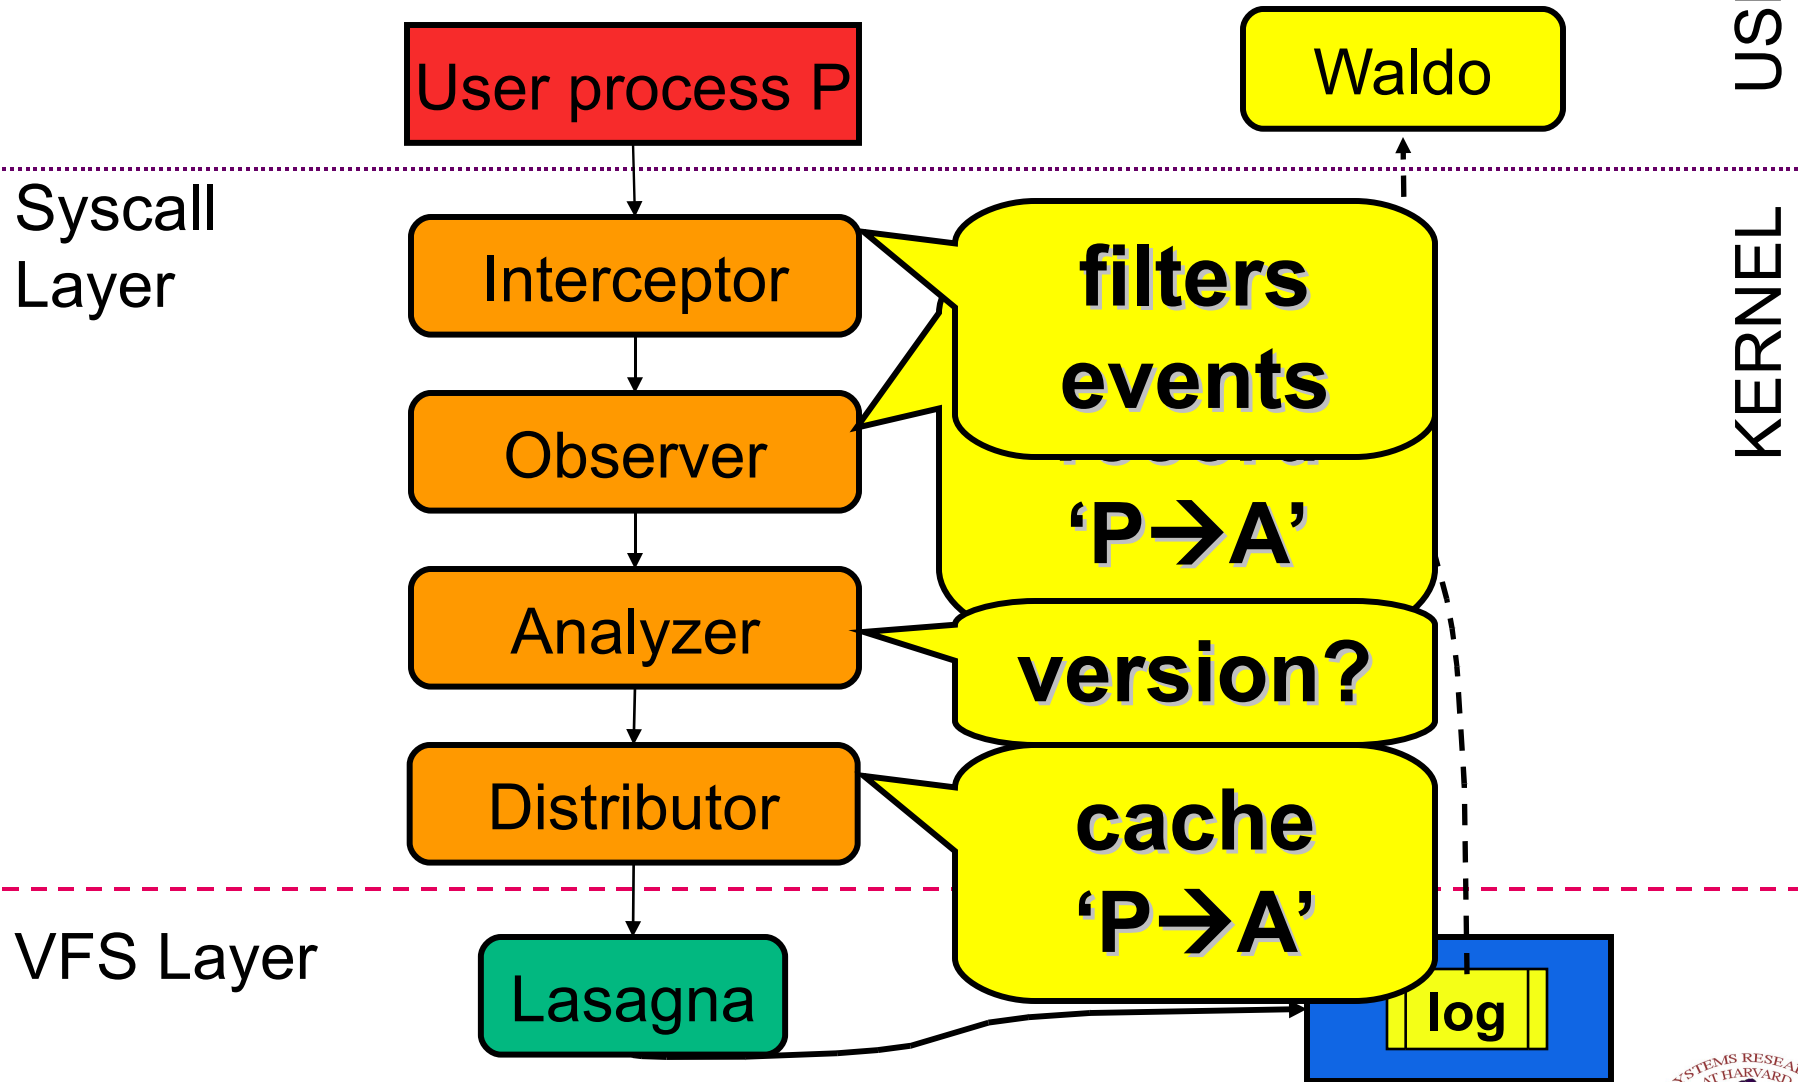 User process P
Waldo
Syscall
Layer
Interceptor
filters
events
KERNEL
Observer
‘P→A’
Analyzer
version?
Distributor
cache
‘P→A’
VFS Layer
Lasagna
log